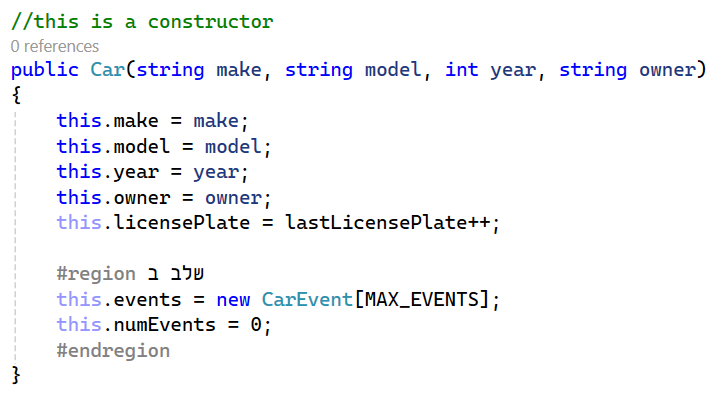 //this is a constructor
0 references
public Car(string make, string model, int year, string owner)
{
    this.make = make;
    this.model = model;
    this.year = year;
    this.owner = owner;
    this.licensePlate = lastLicensePlate++;

    #region שלב ב
    this.events = new CarEvent[MAX_EVENTS];
    this.numEvents = 0;
    #endregion
}